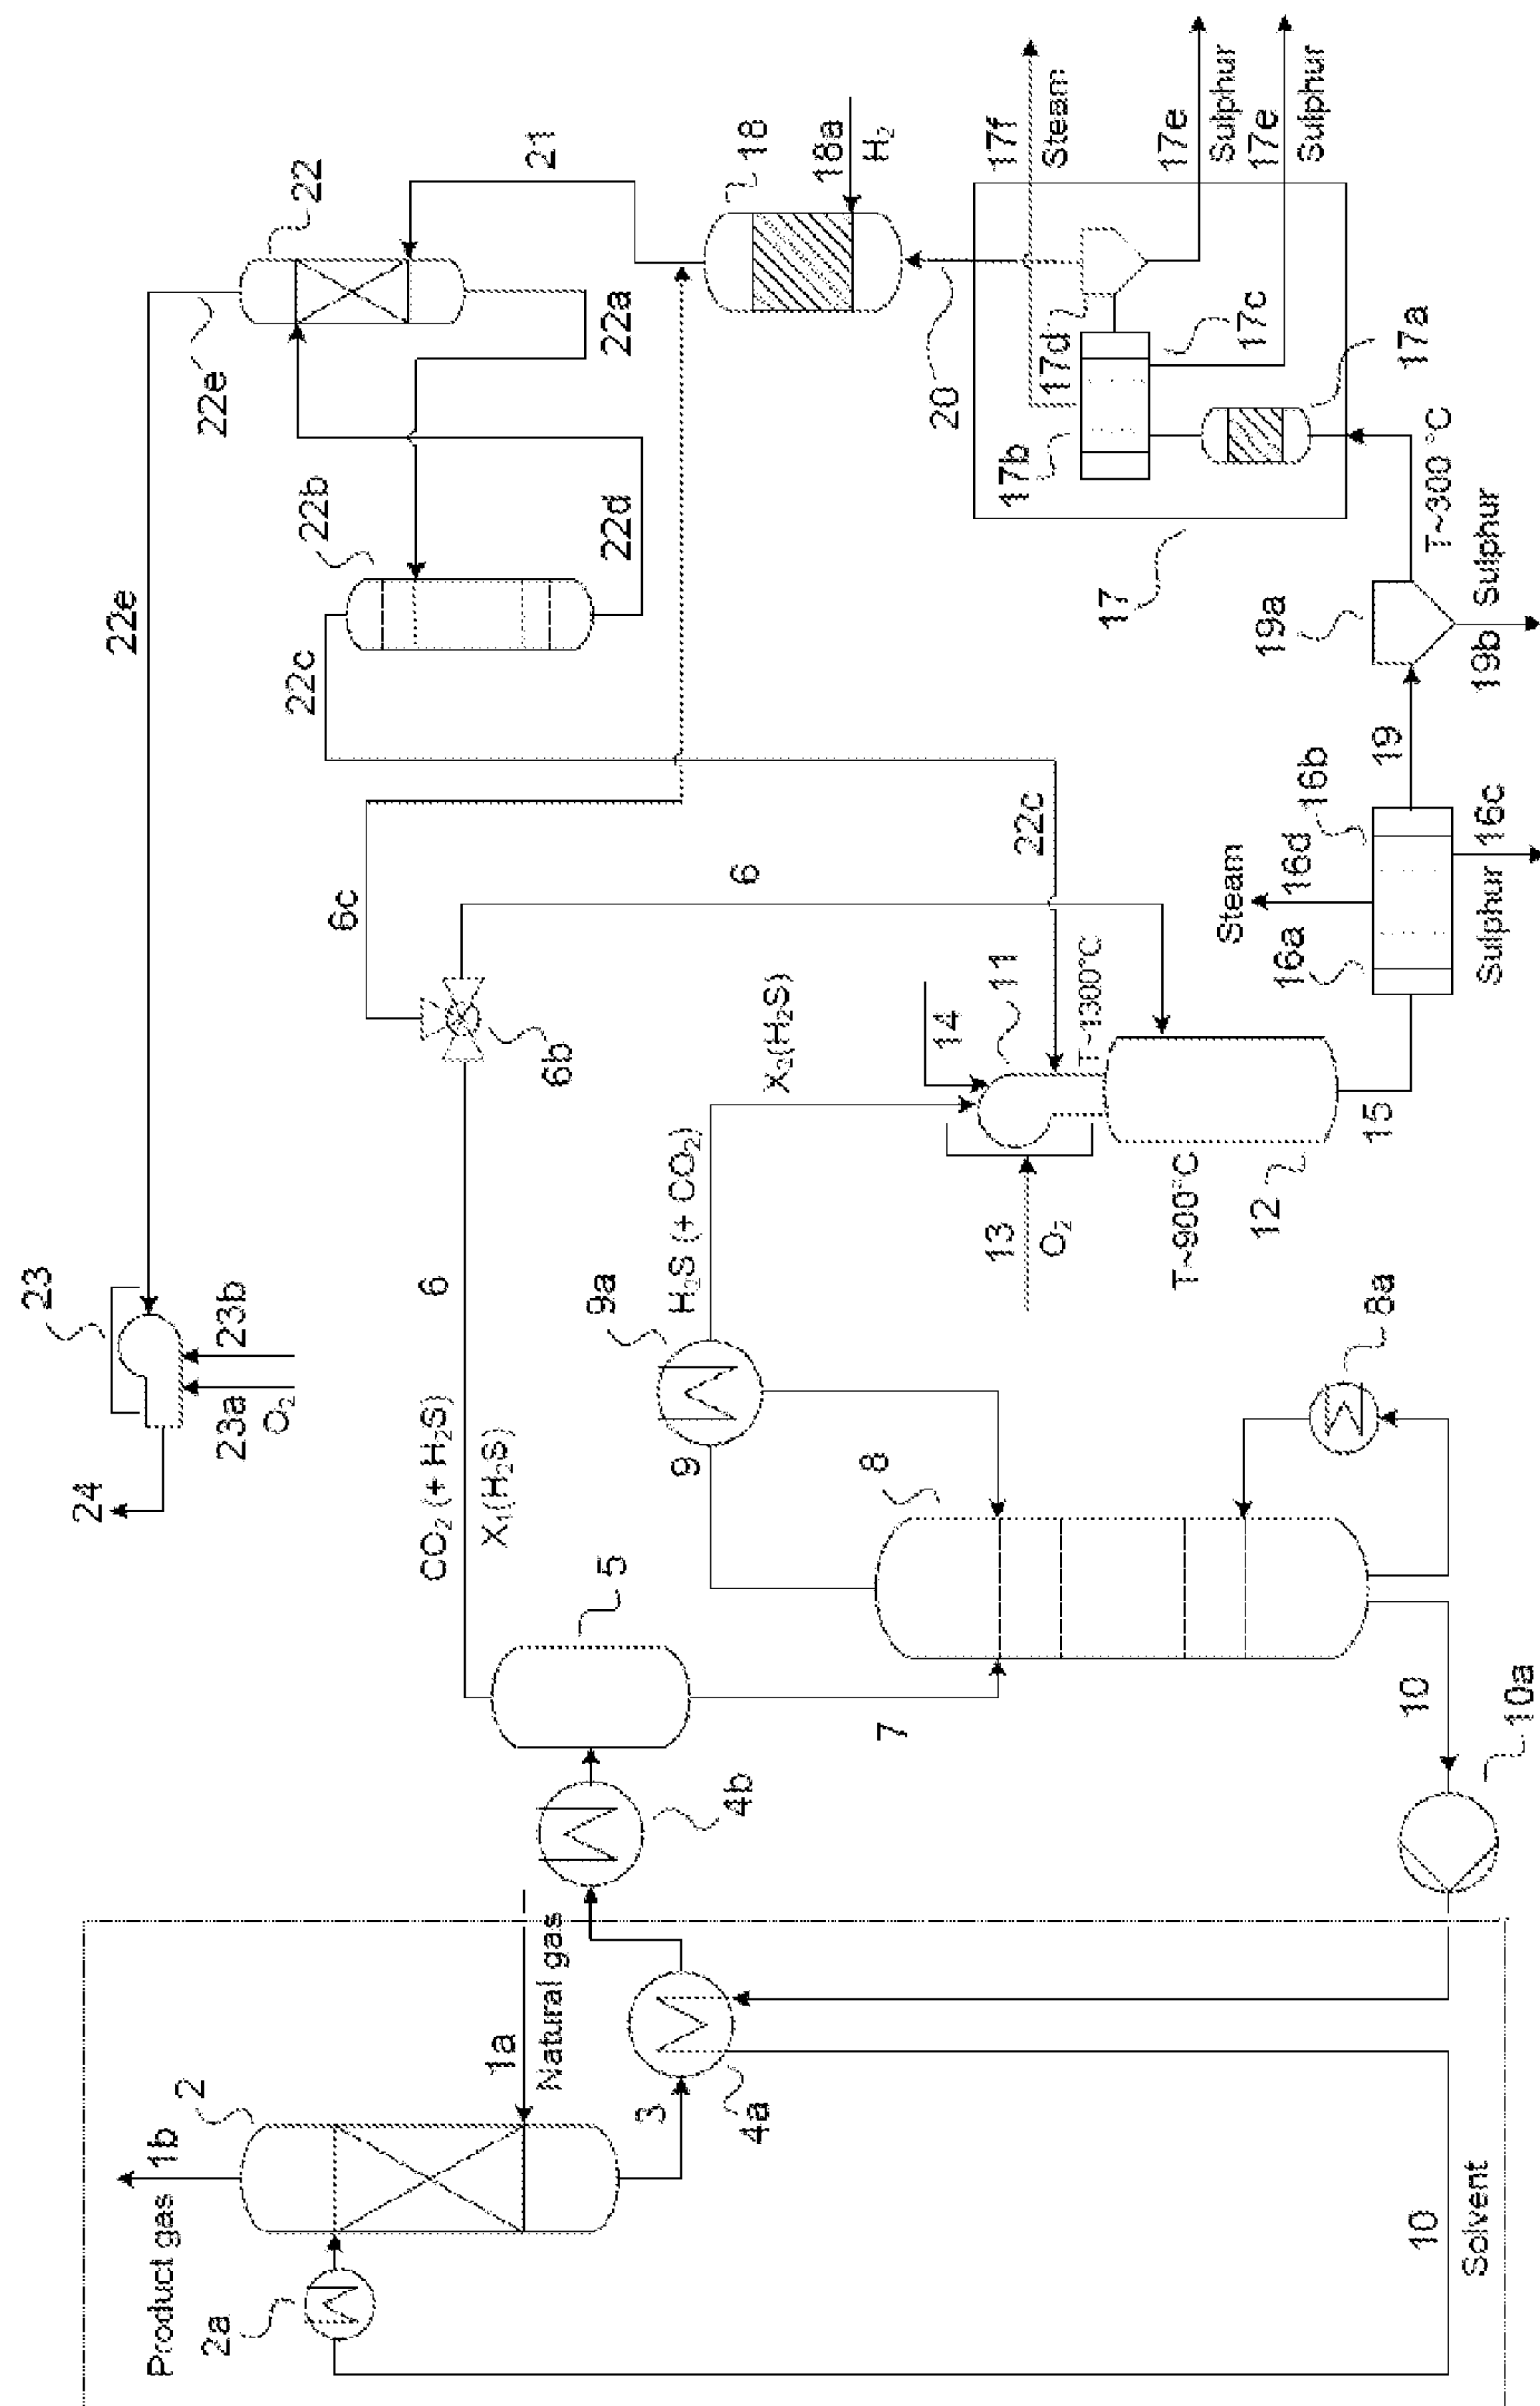 Product gas
1b
2
2a
1a
Natural gas
3
4a
10
Solvent
4b
5
7
10
10a
CO₂ (+ H₂S)
6
X₁(H₂S)
9
9a
8
8a
H₂S (+ CO₂)
X₂(H₂S)
24
23
23a
O₂
23b
6b
6c
6
13
O₂
14
11
T~1300°C
T~900°C
12
15
22c
Steam
16d
16a
16b
Sulphur
16c
19
19a
19b
Sulphur
T~300 °C
22e
22c
22b
22d
22e
22a
22
21
18
18a
H₂
20
17
17b
17d
17c
17a
17f
Steam
17e
Sulphur
17e
Sulphur